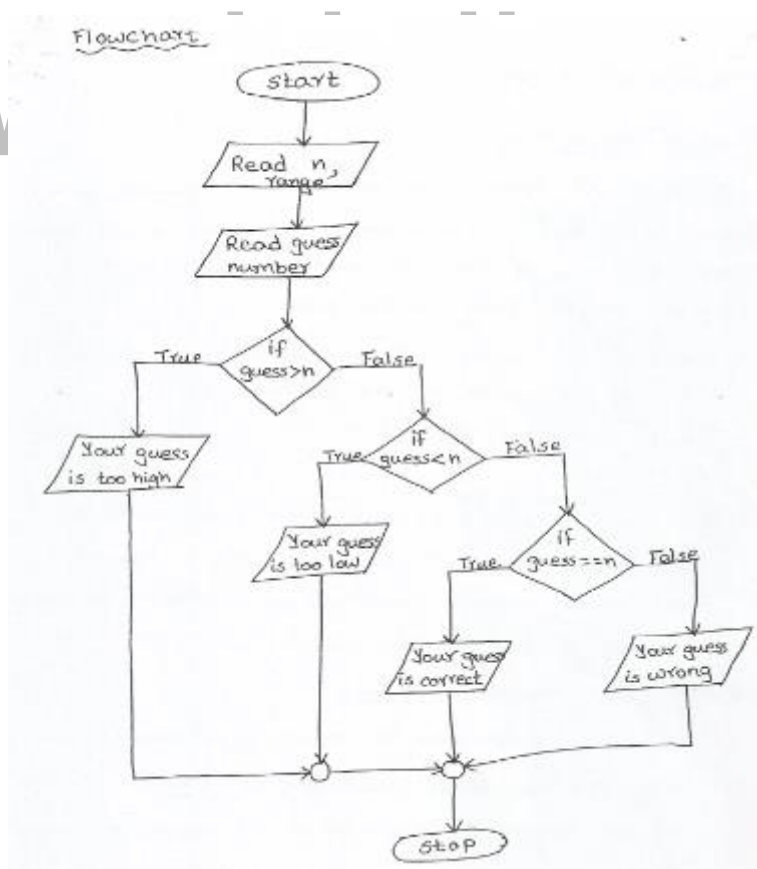 Flowchart
start
Read n,
range
Read guess
number
if
guess>n
True
False
Your guess
is too high
if
guess<n
True
False
Your guess
is too low
if
guess==n
True
False
Your guess
is correct
Your guess
is wrong
stop